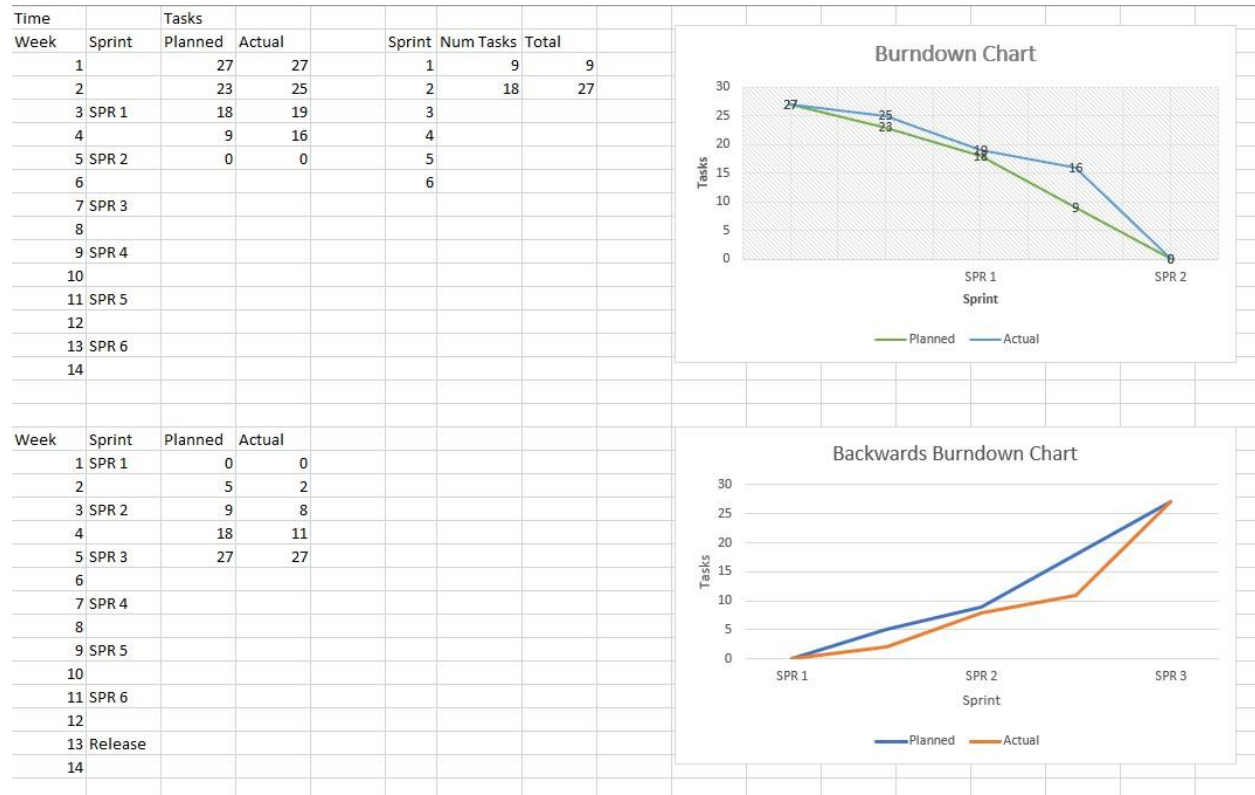 Time Tasks
Week Sprint Planned Actual Sprint Num Tasks Total
1 27 27 1 9 9
2 23 25 2 18 27
3 SPR 1 18 19 3
4 9 16 4
5 SPR 2 0 0 5
6 6
7 SPR 3
8
9 SPR 4
10
11 SPR 5
12
13 SPR 6
14
Burndown Chart
30
25
20
15
10
5
0
Tasks
27
25
23
19
18
16
9
0
SPR 1 SPR 2
Sprint
Planned Actual
Week Sprint Planned Actual
1 SPR 1 0 0
2 5 2
3 SPR 2 9 8
4 18 11
5 SPR 3 27 27
6
7 SPR 4
8
9 SPR 5
10
11 SPR 6
12
13 Release
14
Backwards Burndown Chart
30
25
20
15
10
5
0
Tasks
SPR 1 SPR 2 SPR 3
Sprint
Planned Actual